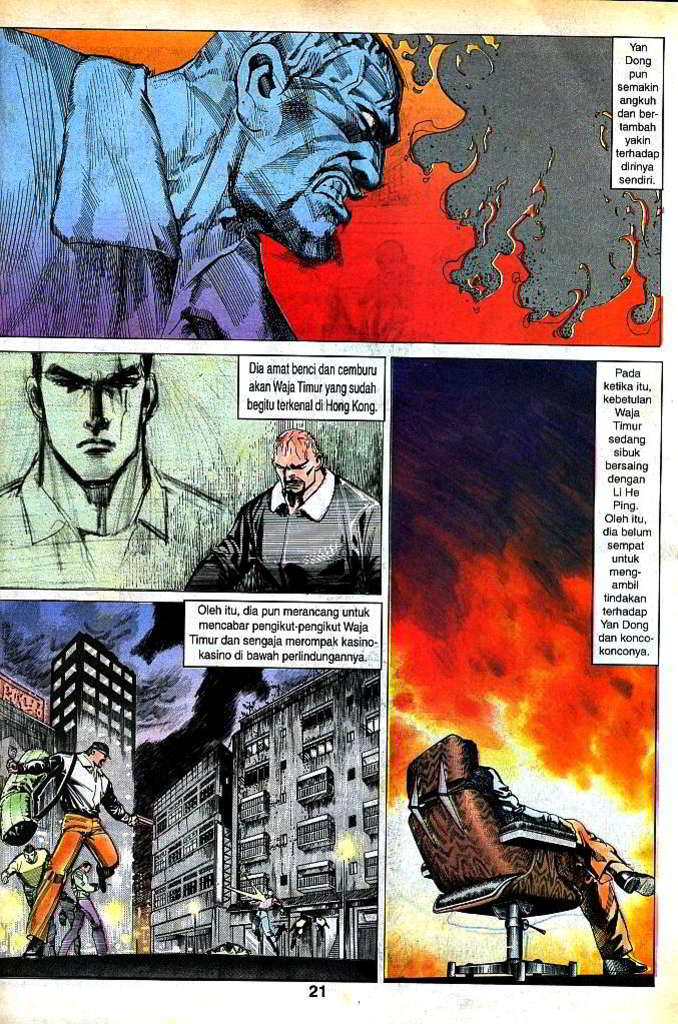 Yan
Dong
pun
semakin
angkuh
dan ber-
tambah
yakin
terhadap
dirinya
sendiri.
Dia amat benci dan cemburu
akan Waja Timur yang sudah
begitu terkenal di Hong Kong.
Pada
ketika itu,
kebetulan
Waja
Timur
sedang
sibuk
bersaing
dengan
Li He
Ping.
Oleh itu,
dia belum
sempat
untuk
meng-
ambil
tindakan
terhadap
Yan Dong
dan konco-
konconya.
Oleh itu, dia pun merancang untuk
mencabar pengikut-pengikut Waja
Timur dan sengaja merompak kasino-
kasino di bawah perlindungannya.
21